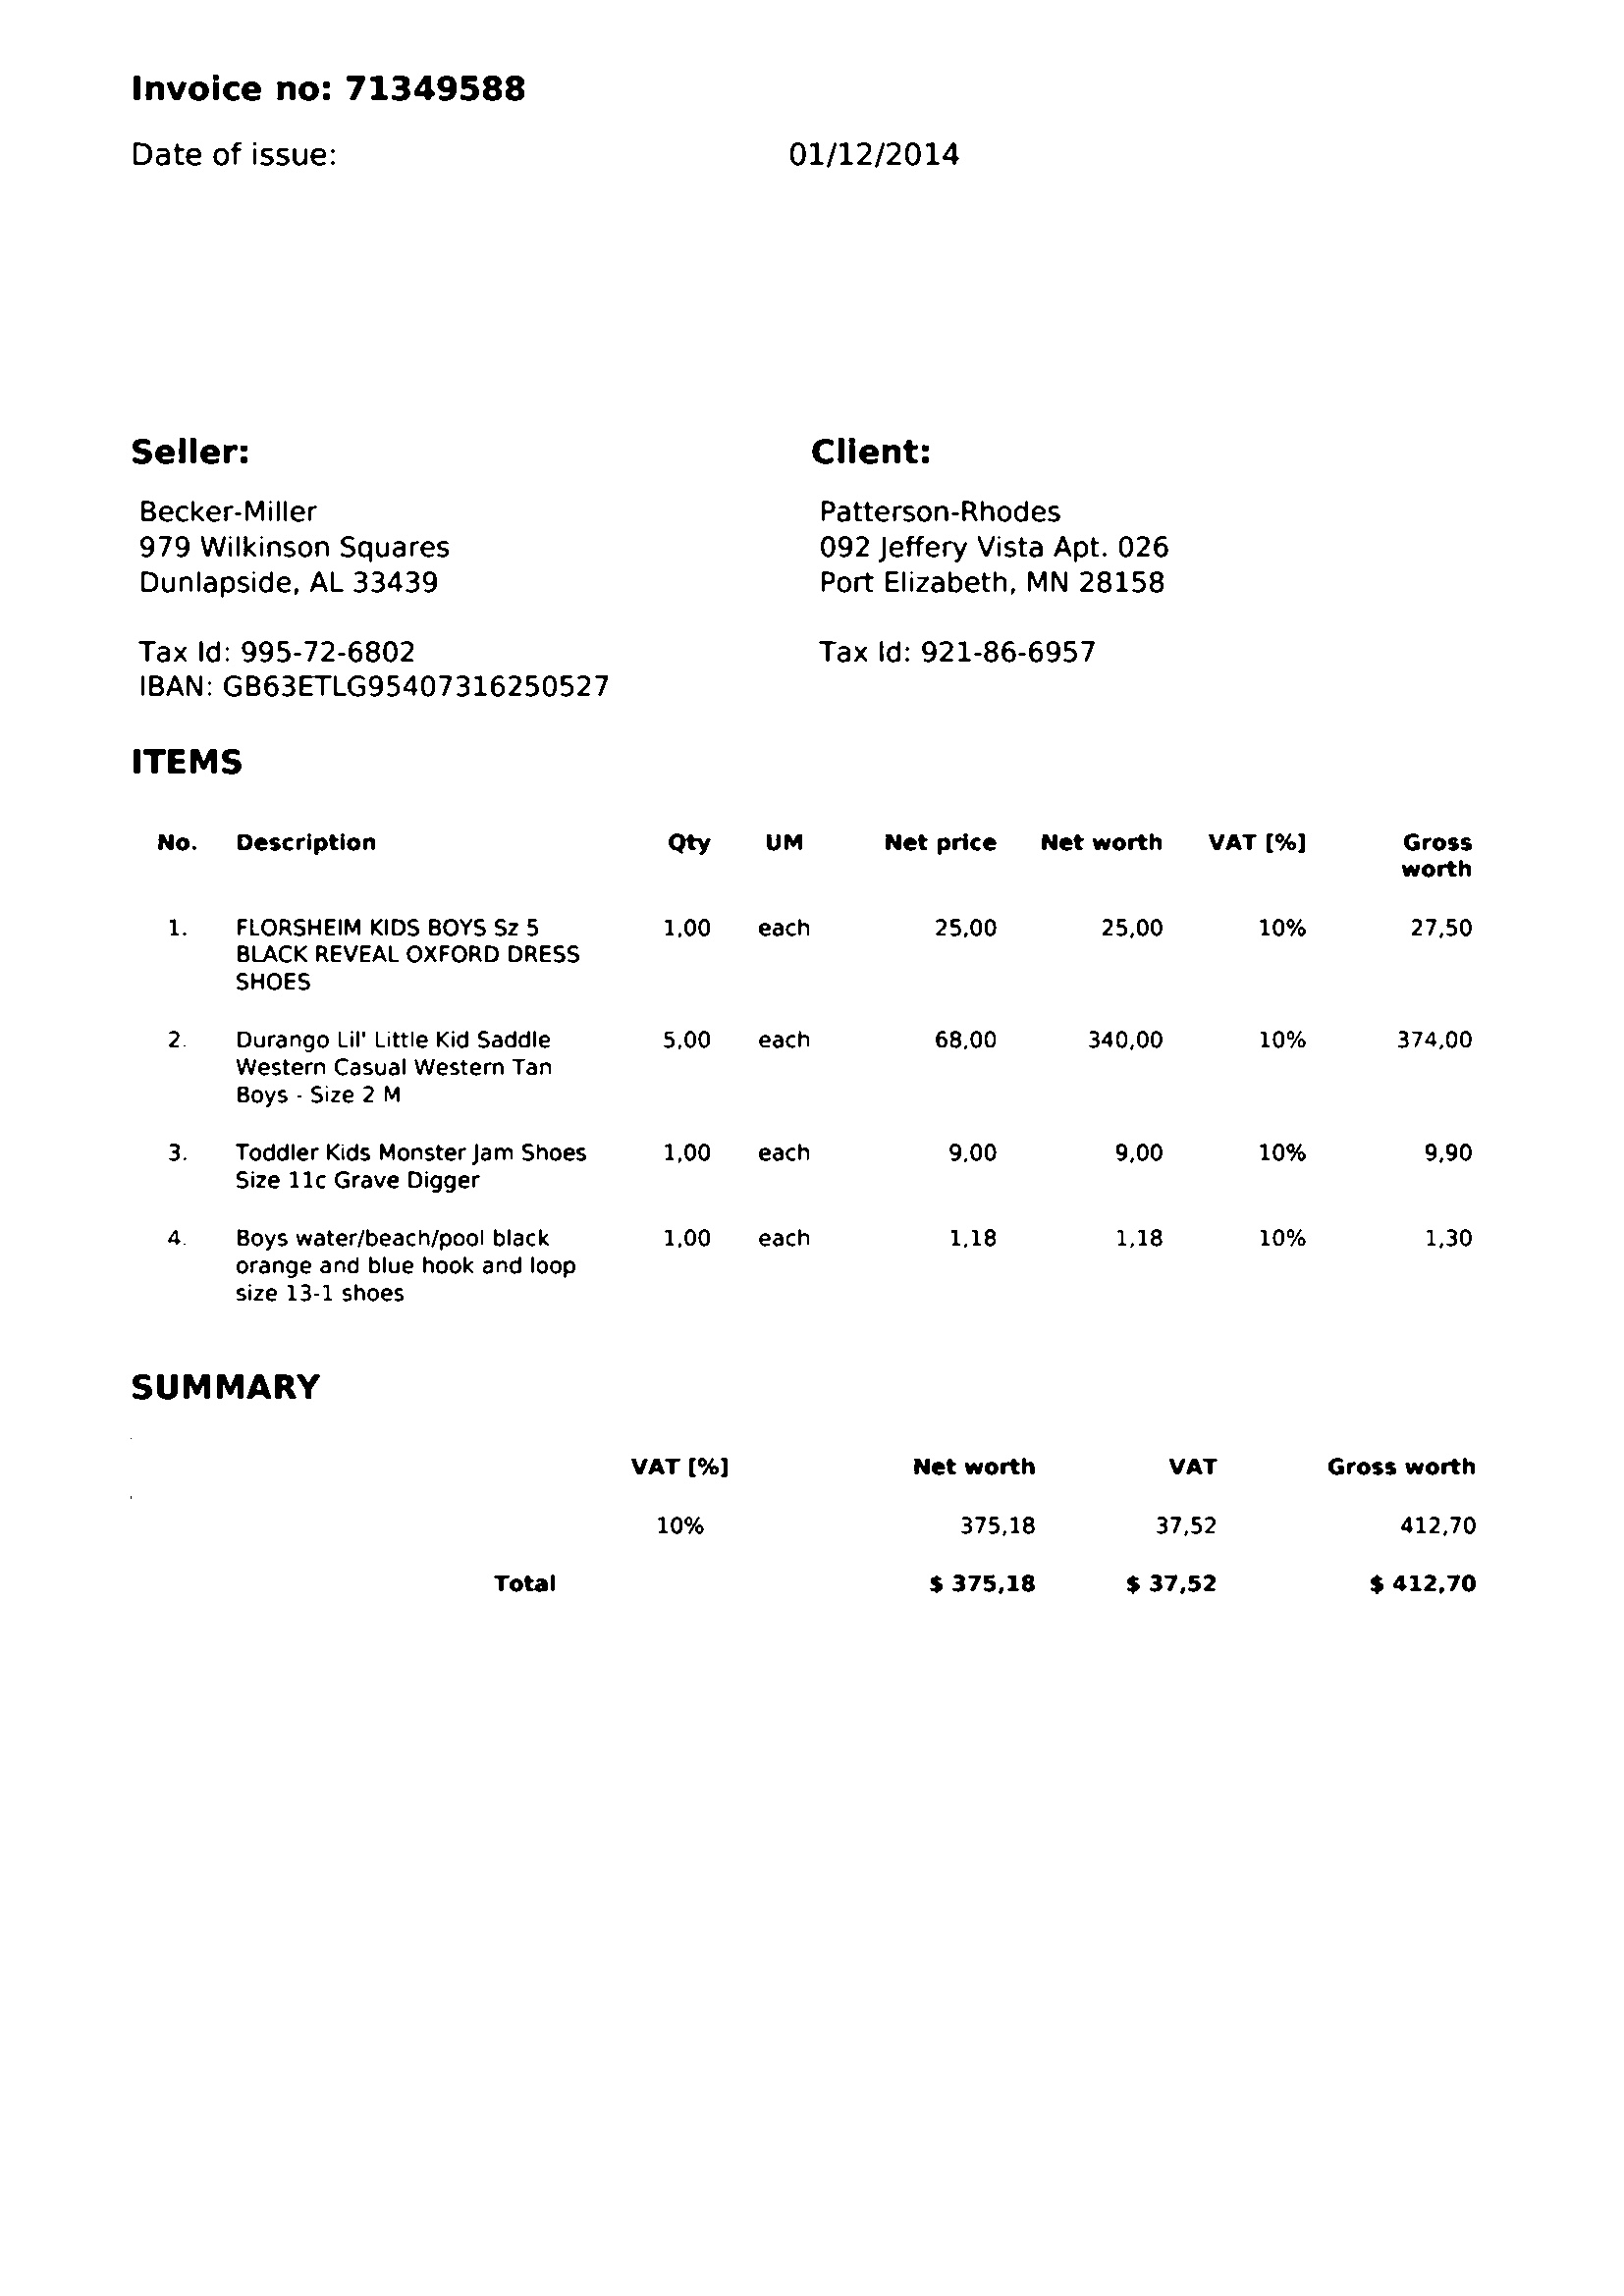 Invoice no: 71349588
Date of issue: 01/12/2014
Seller: Client:
Becker-Miller Patterson-Rhodes
979 Wilkinson Squares 092 Jeffery Vista Apt. 026
Dunlapside, AL 33439 Port Elizabeth, MN 28158
Tax Id: 995-72-6802 Tax Id: 921-86-6957
IBAN: GB63ETLG95407316250527
ITEMS
No. Description Qty UM Net price Net worth VAT [%] Gross
worth
1. FLORSHEIM KIDS BOYS Sz 5 1,00 each 25,00 25,00 10% 27,50
BLACK REVEAL OXFORD DRESS
SHOES
2. Durango Lil' Little Kid Saddle 5,00 each 68,00 340,00 10% 374,00
Western Casual Western Tan
Boys - Size 2 M
3. Toddler Kids Monster Jam Shoes 1,00 each 9,00 9,00 10% 9,90
Size 11c Grave Digger
4. Boys water/beach/pool black 1,00 each 1,18 1,18 10% 1,30
orange and blue hook and loop
size 13-1 shoes
SUMMARY
VAT [%] Net worth VAT Gross worth
10% 375,18 37,52 412,70
Total $ 375,18 $ 37,52 $ 412,70